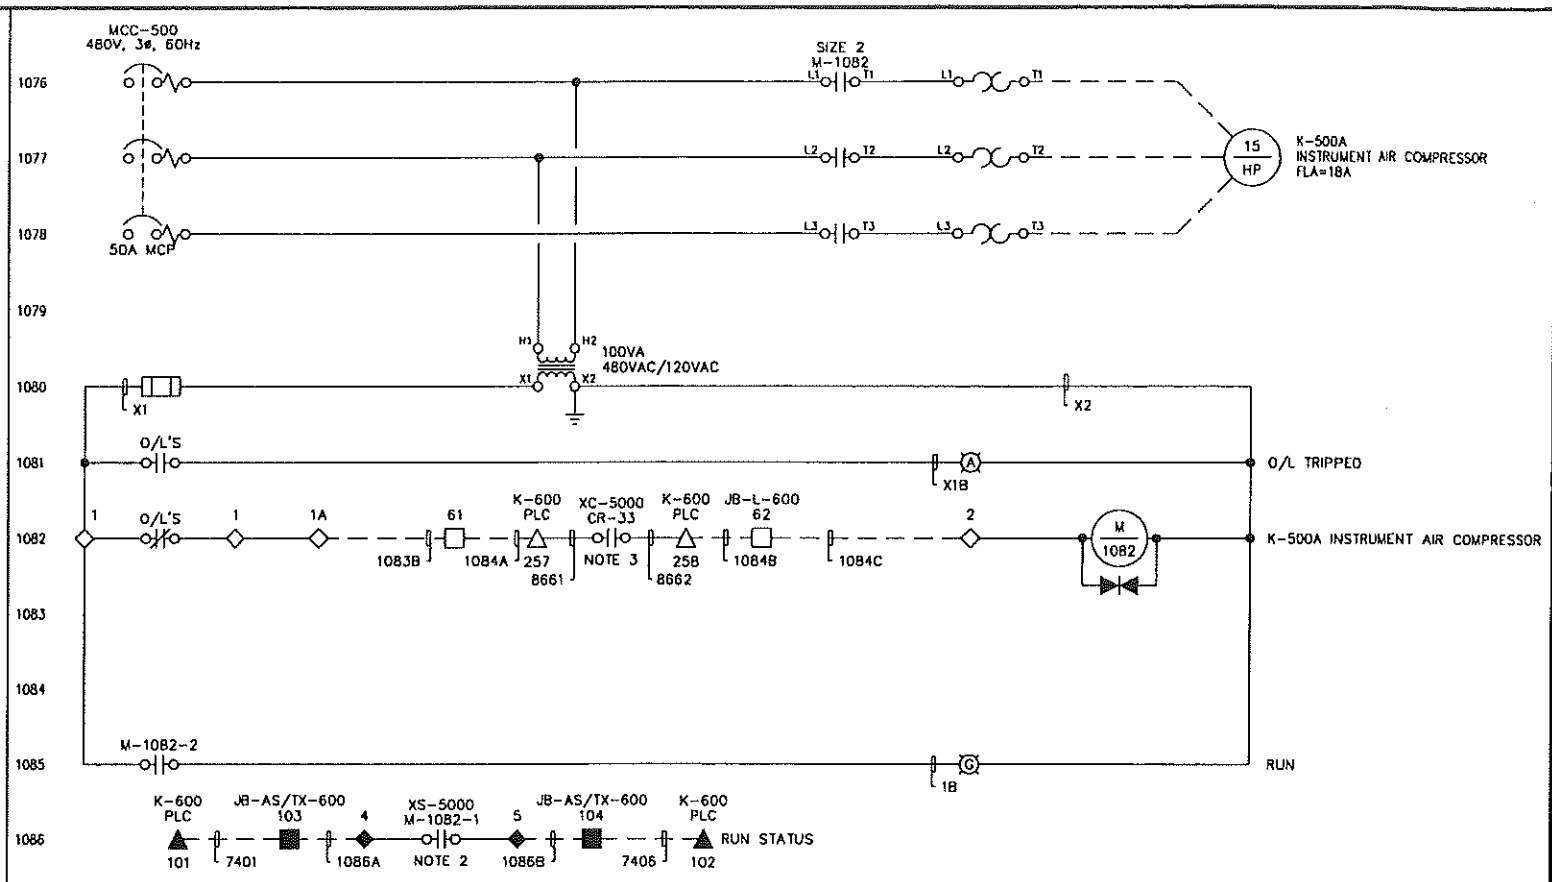 MCC-500
480V, 3ø, 60Hz
SIZE 2
M-1082
1076
L1 T1 L1 T1
1077
L2 T2 L2 T2
15
HP
K-500A
INSTRUMENT AIR COMPRESSOR
FLA=18A
1078
L3 T3 L3 T3
50A MCP
1079
H1 H2
100VA
480VAC/120VAC
1080
X1 X2
X1
X2
O/L'S
1081
A
O/L TRIPPED
X1B
K-600
PLC
XC-5000
CR-33
K-600
PLC
JB-L-600
62
1 O/L'S 1 1A 61 2
1082
M
1082
K-500A INSTRUMENT AIR COMPRESSOR
1083B 1084A 257 NOTE 3 258 1084B 1084C
8661 8662
1083
1084
M-1082-2
1085
G
RUN
1B
K-600
PLC
JB-AS/TX-600
103
4
XS-5000
M-1082-1
5
JB-AS/TX-600
104
K-600
PLC
1086
RUN STATUS
101 7401 1086A NOTE 2 1086B 7406 102